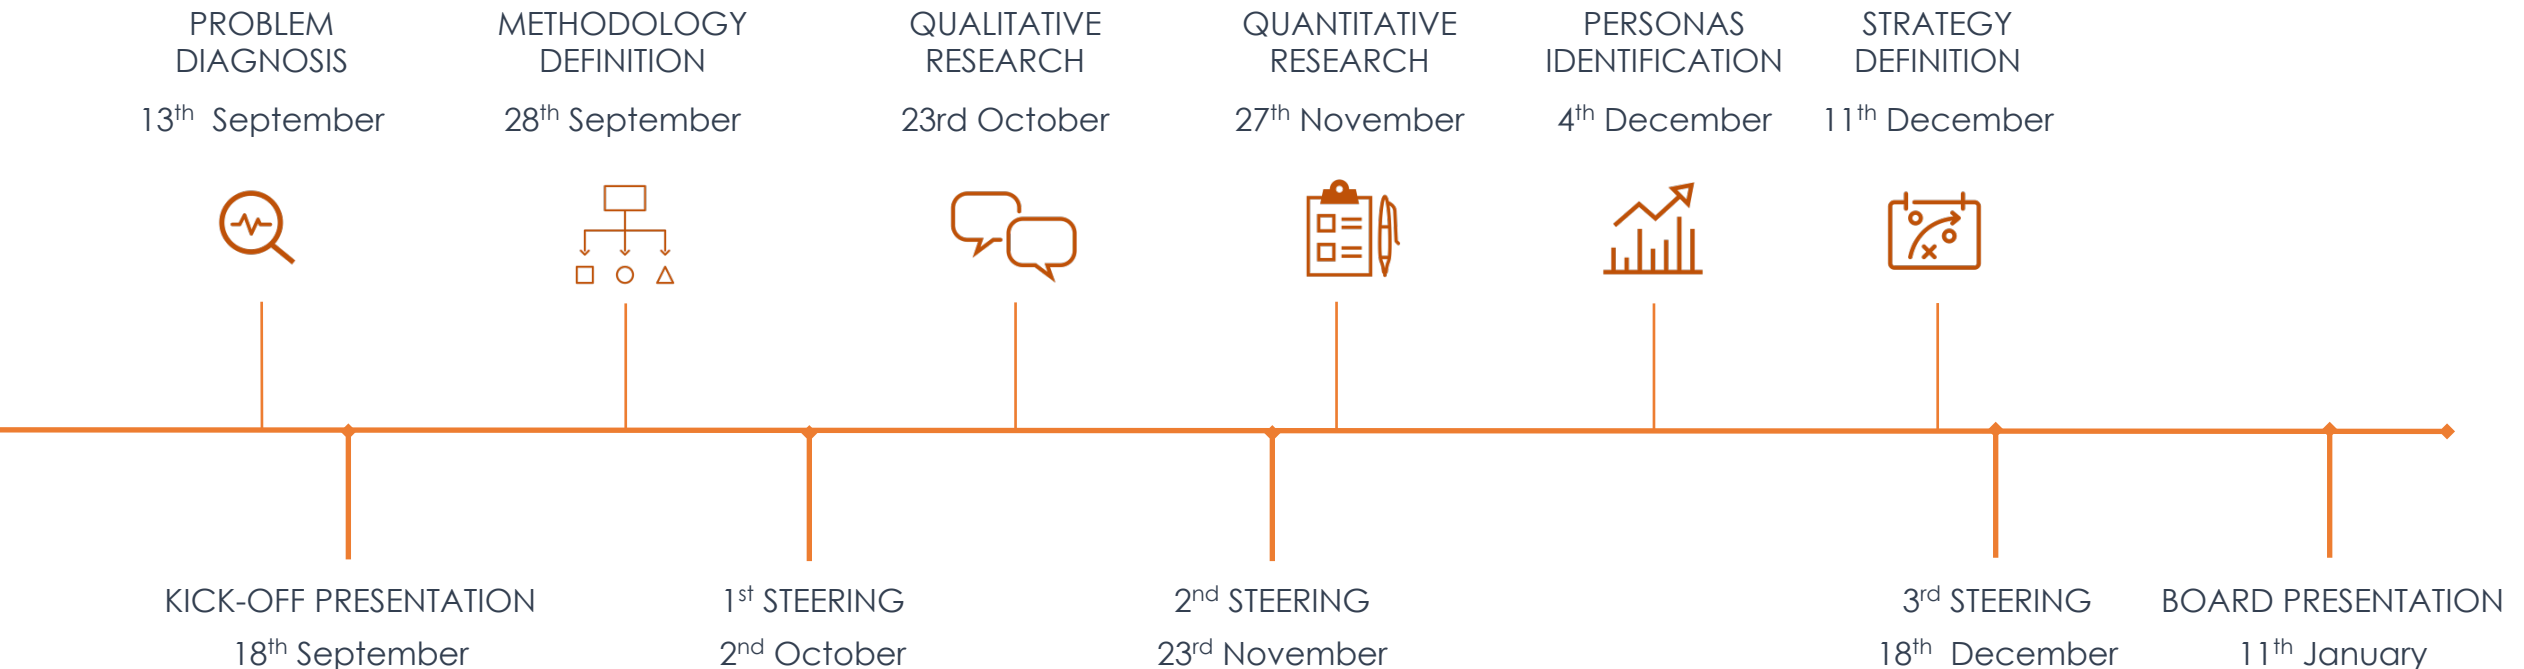 PROBLEM
DIAGNOSIS
13th September
METHODOLOGY
DEFINITION
28th September
QUALITATIVE
RESEARCH
23rd October
QUANTITATIVE
RESEARCH
27th November
PERSONAS
IDENTIFICATION
4th December
STRATEGY
DEFINITION
11th December
KICK-OFF PRESENTATION
18th September
1st STEERING
2nd October
2nd STEERING
23rd November
3rd STEERING
18th December
BOARD PRESENTATION
11th January